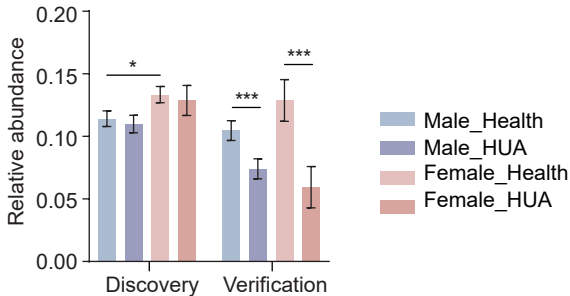 Relative abundance
0.20
0.15
0.10
0.05
0.00
*
***
***
Discovery
Verification
Male_Health
Male_HUA
Female_Health
Female_HUA